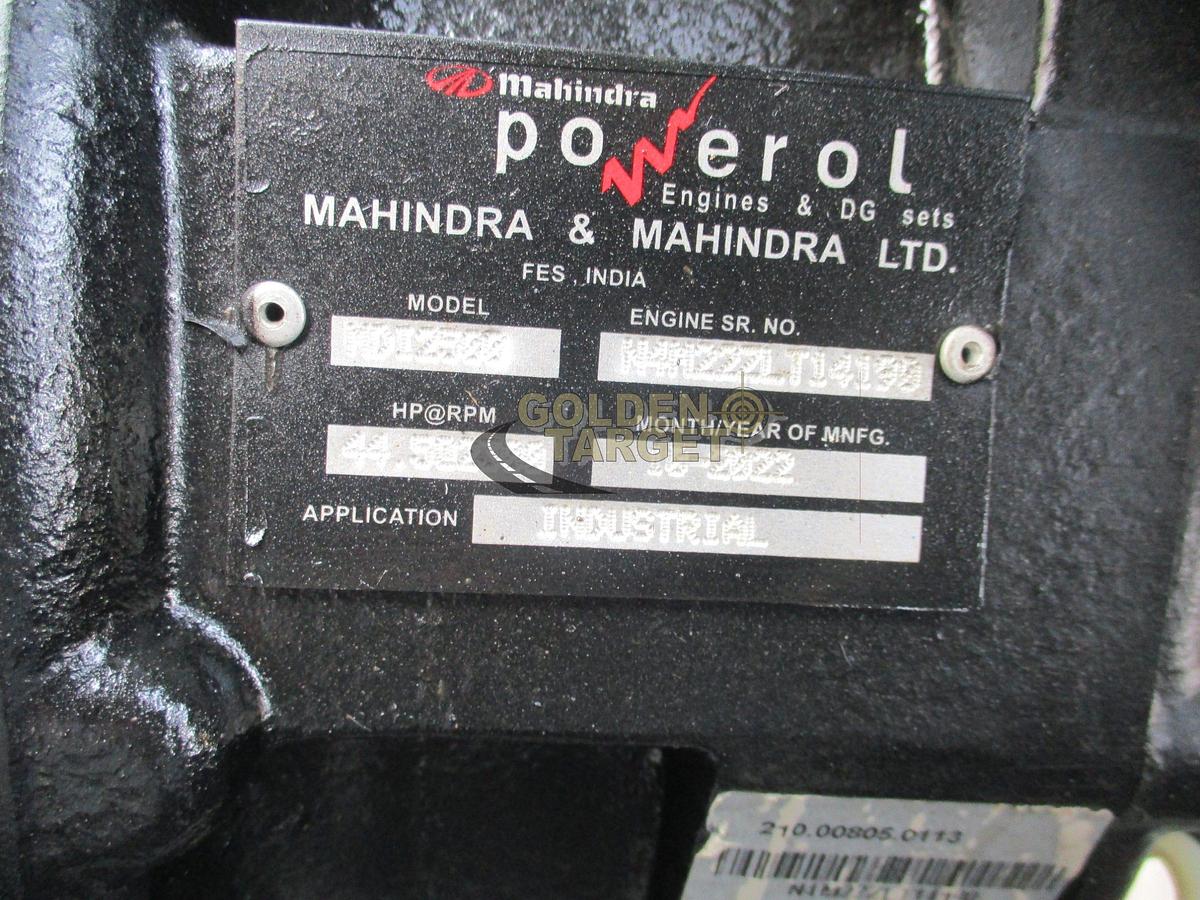 Mahindra
powerol
Engines & DG sets
MAHINDRA & MAHINDRA LTD.
FES , INDIA
MODEL
ENGINE SR. NO.
HP@RPM
MONTH/YEAR OF MNFG.
GOLDEN
TARGET
APPLICATION INDUSTRIAL
210.00805.0113